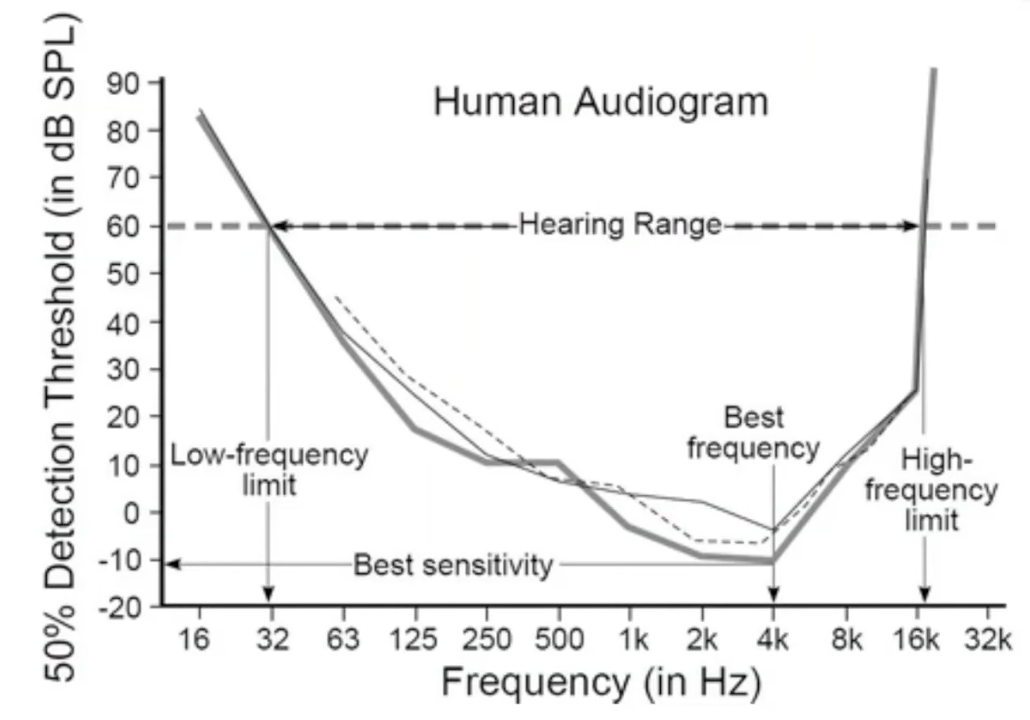 Human Audiogram
50% Detection Threshold (in dB SPL)
90
80
70
60
50
40
30
20
10
0
-10
-20
Hearing Range
Low-frequency
limit
Best
frequency
High-
frequency
limit
Best sensitivity
16 32 63 125 250 500 1k 2k 4k 8k 16k 32k
Frequency (in Hz)